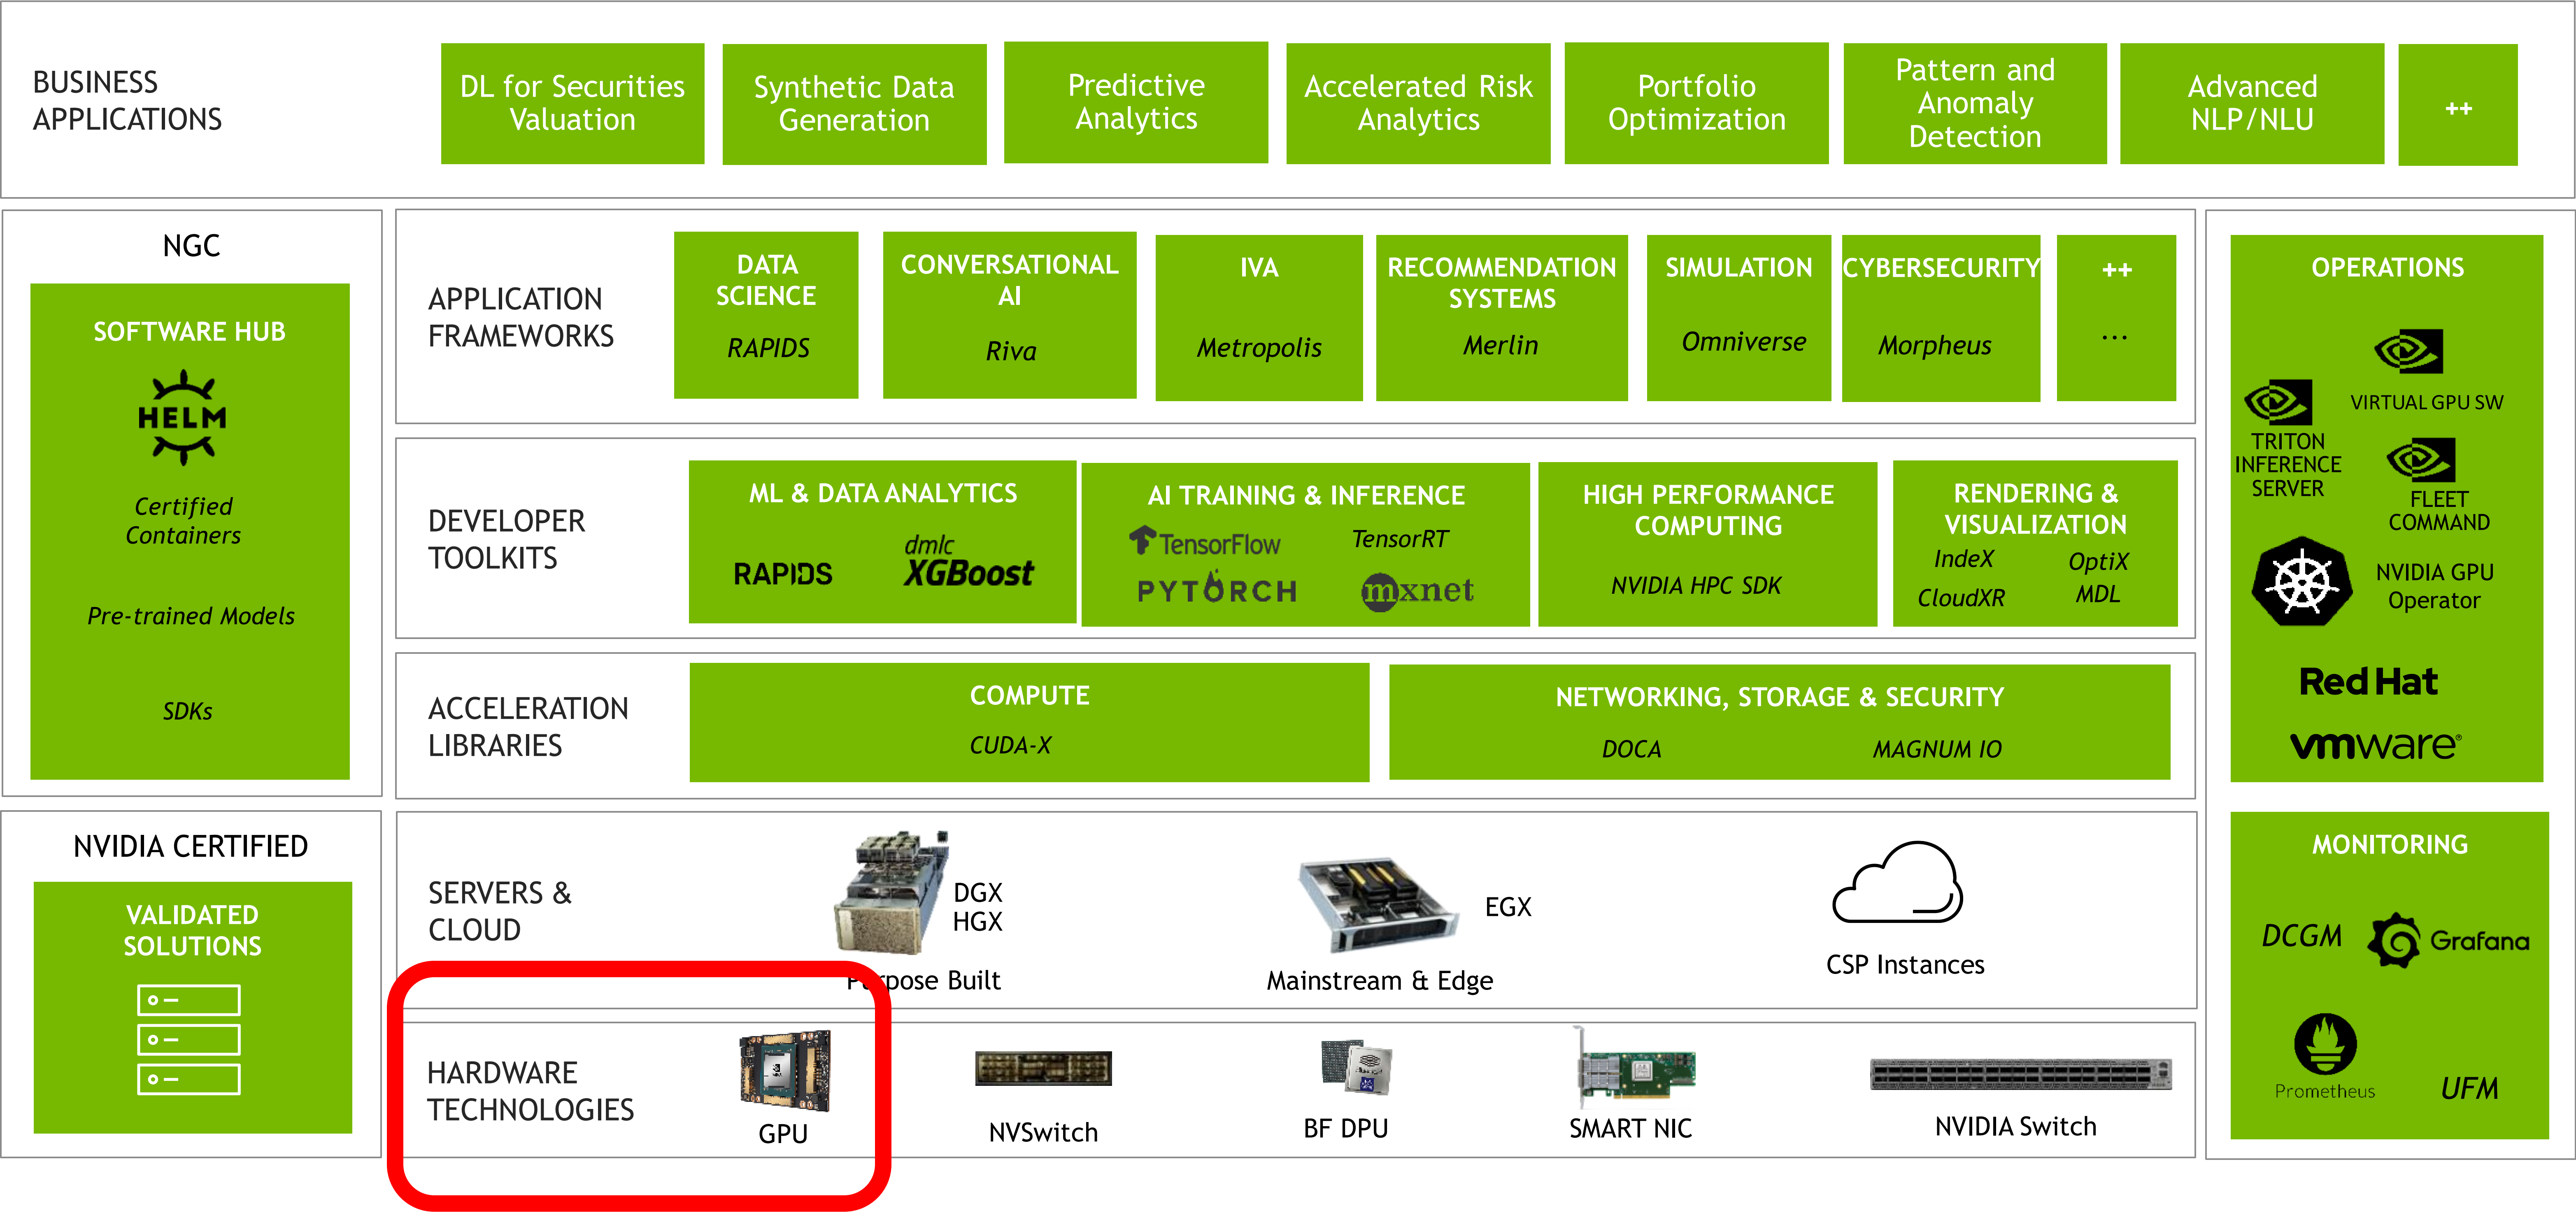 BUSINESS
APPLICATIONS
DL for Securities
Valuation
Synthetic Data
Generation
Predictive
Analytics
Accelerated Risk
Analytics
Portfolio
Optimization
Pattern and
Anomaly
Detection
Advanced
NLP/NLU
++
NGC
SOFTWARE HUB
HELM
Certified
Containers
Pre-trained Models
SDKs
APPLICATION
FRAMEWORKS
DATA
SCIENCE
RAPIDS
CONVERSATIONAL
AI
Riva
IVA
Metropolis
RECOMMENDATION
SYSTEMS
Merlin
SIMULATION
Omniverse
CYBERSECURITY
Morpheus
++
...
DEVELOPER
TOOLKITS
ML & DATA ANALYTICS
RAPIDS
dmlc
XGBoost
AI TRAINING & INFERENCE
TensorFlow
TensorRT
PYTORCH
mxnet
HIGH PERFORMANCE
COMPUTING
NVIDIA HPC SDK
RENDERING &
VISUALIZATION
IndeX
OptiX
CloudXR
MDL
ACCELERATION
LIBRARIES
COMPUTE
CUDA-X
NETWORKING, STORAGE & SECURITY
DOCA
MAGNUM IO
OPERATIONS
VIRTUAL GPU SW
TRITON
INFERENCE
SERVER
FLEET
COMMAND
NVIDIA GPU
Operator
Red Hat
vmware®
NVIDIA CERTIFIED
VALIDATED
SOLUTIONS
SERVERS &
CLOUD
DGX
HGX
Purpose Built
EGX
Mainstream & Edge
CSP Instances
HARDWARE
TECHNOLOGIES
GPU
NVSwitch
BF DPU
SMART NIC
NVIDIA Switch
MONITORING
DCGM
Grafana
Prometheus
UFM